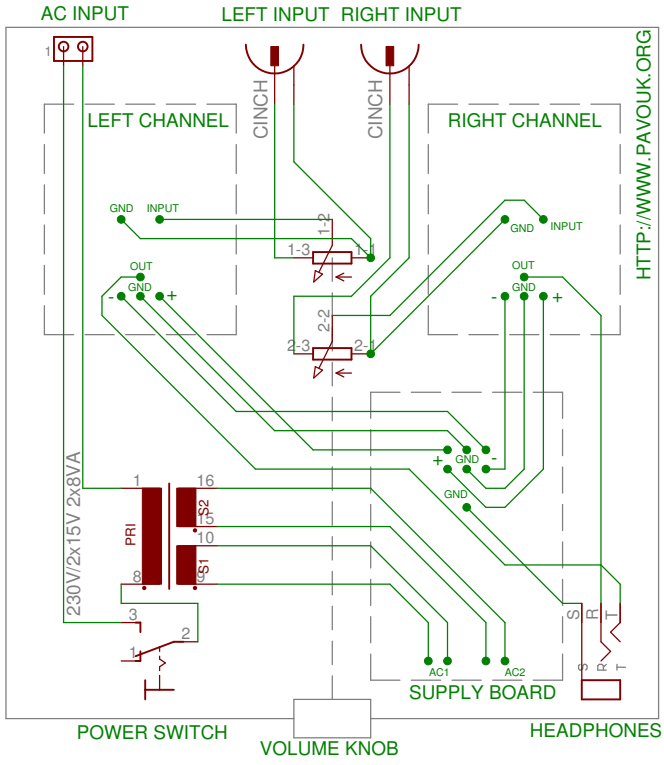 AC INPUT
LEFT INPUT
RIGHT INPUT
1
CINCH
CINCH
HTTP://WWW.PAVOUK.ORG
LEFT CHANNEL
RIGHT CHANNEL
GND
INPUT
1-2
GND
INPUT
1-3
1-1
OUT
GND
-
+
OUT
GND
-
+
2-2
2-3
2-1
+
GND
-
GND
230V/2x15V 2x8VA
1
16
S2
15
PRI
10
S1
8
9
3
2
1
S
R
T
S
R
T
AC1
AC2
SUPPLY BOARD
POWER SWITCH
VOLUME KNOB
HEADPHONES